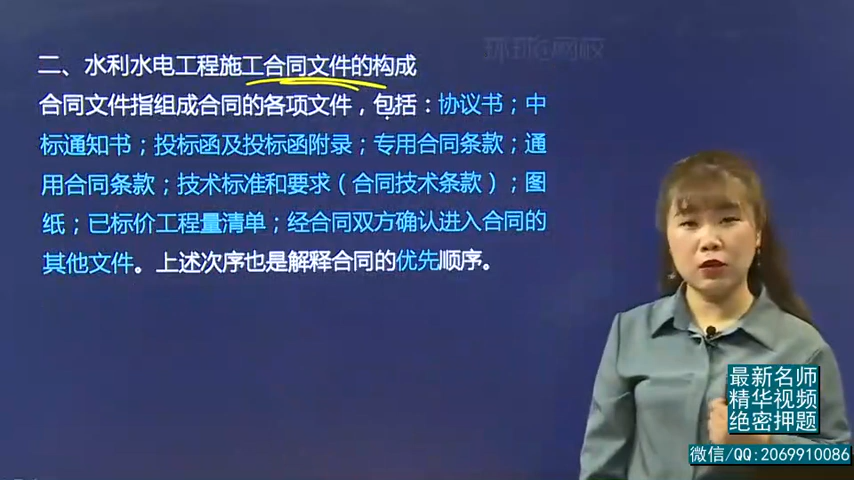 环球网校
二、水利水电工程施工合同文件的构成
合同文件指组成合同的各项文件，包括：协议书；中
标通知书；投标函及投标函附录；专用合同条款；通
用合同条款；技术标准和要求（合同技术条款）；图
纸；已标价工程量清单；经合同双方确认进入合同的
其他文件。上述次序也是解释合同的优先顺序。
最新名师
精华视频
绝密押题
微信/QQ:2069910086